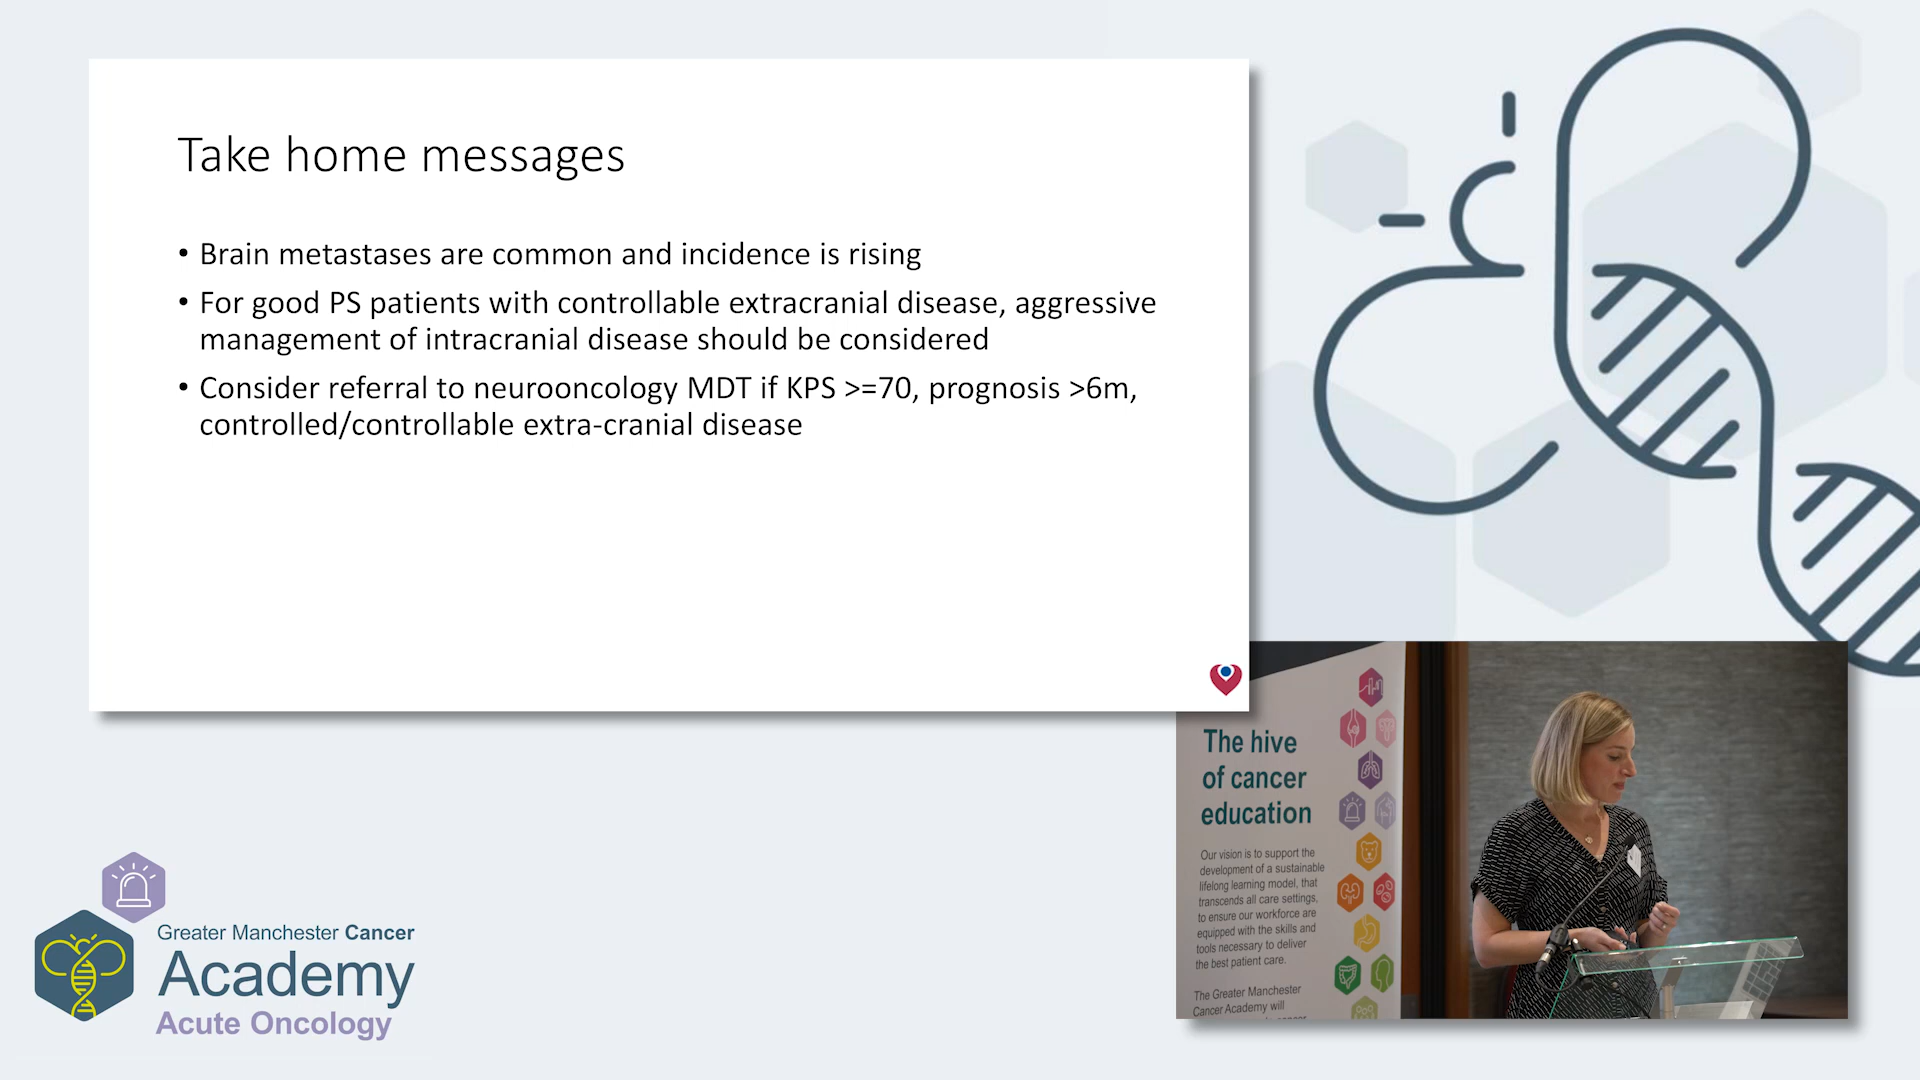 Take home messages
• Brain metastases are common and incidence is rising
• For good PS patients with controllable extracranial disease, aggressive
management of intracranial disease should be considered
• Consider referral to neurooncology MDT if KPS >=70, prognosis >6m,
controlled/controllable extra-cranial disease
The hive
of cancer
education
Our vision is to support the
development of a sustainable
lifelong learning model, that
transcends all care settings,
to ensure our workforce are
equipped with the skills and
tools necessary to deliver
the best patient care.
The Greater Manchester
Cancer Academy will
Greater Manchester Cancer
Academy
Acute Oncology